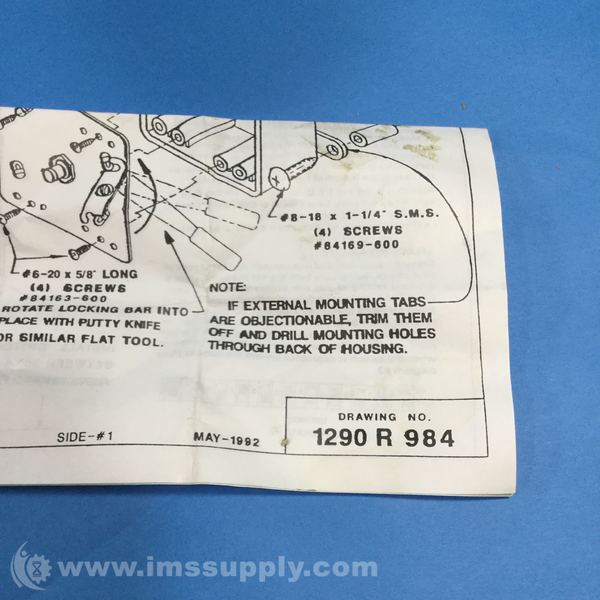 #8-18 x 1-1/4" S.M.S.
(4) SCREWS
#84169-600
#6-20 x 5/8" LONG
(4) SCREWS
#84163-600
ROTATE LOCKING BAR INTO
PLACE WITH PUTTY KNIFE
OR SIMILAR FLAT TOOL.
NOTE:
IF EXTERNAL MOUNTING TABS
ARE OBJECTIONABLE, TRIM THEM
OFF AND DRILL MOUNTING HOLES
THROUGH BACK OF HOUSING.
SIDE-#1
MAY-1992
DRAWING NO.
1290 R 984
www.imssupply.com